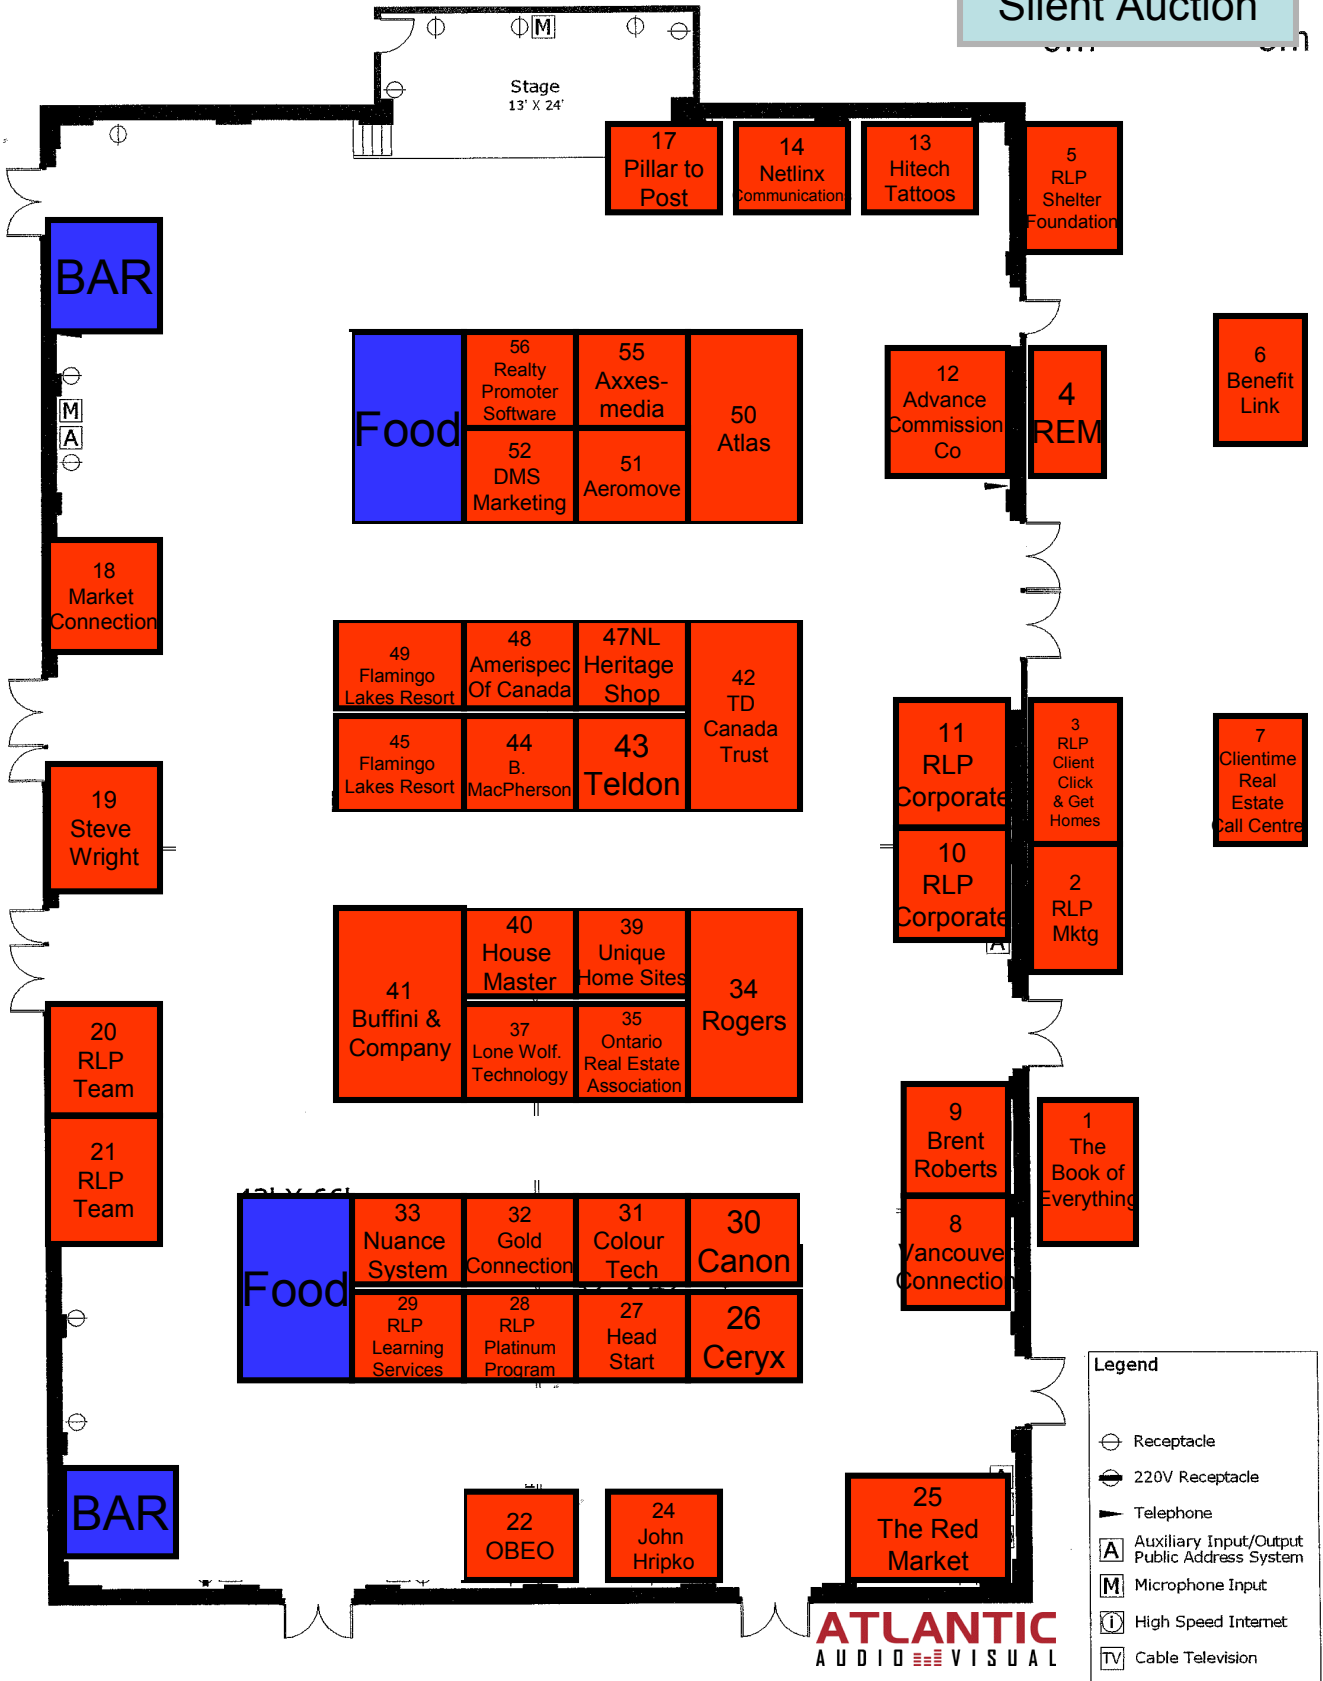 Silent Auction
M
Stage
13' X 24'
17
Pillar to
Post
14
Netlinx
Communications
13
Hitech
Tattoos
5
RLP
Shelter
Foundation
BAR
M
A
Food
56
Realty
Promoter
Software
55
Axxes-
media
50
Atlas
52
DMS
Marketing
51
Aeromove
12
Advance
Commission
Co
4
REM
6
Benefit
Link
18
Market
Connection
49
Flamingo
Lakes Resort
48
Amerispec
Of Canada
47NL
Heritage
Shop
42
TD
Canada
Trust
45
Flamingo
Lakes Resort
44
B.
MacPherson
43
Teldon
11
RLP
Corporate
3
RLP
Client
Click
& Get
Homes
7
Clientime
Real
Estate
Call Centre
19
Steve
Wright
10
RLP
Corporate
2
RLP
Mktg
A
41
Buffini &
Company
40
House
Master
39
Unique
Home Sites
34
Rogers
37
Lone Wolf.
Technology
35
Ontario
Real Estate
Association
20
RLP
Team
21
RLP
Team
9
Brent
Roberts
1
The
Book of
Everything
8
Vancouver
Connection
Food
33
Nuance
System
32
Gold
Connection
31
Colour
Tech
30
Canon
29
RLP
Learning
Services
28
RLP
Platinum
Program
27
Head
Start
26
Ceryx
BAR
22
OBEO
24
John
Hripko
25
The Red
Market
ATLANTIC
AUDIO VISUAL
Legend
Receptacle
220V Receptacle
Telephone
A Auxiliary Input/Output
Public Address System
M Microphone Input
i High Speed Internet
TV Cable Television